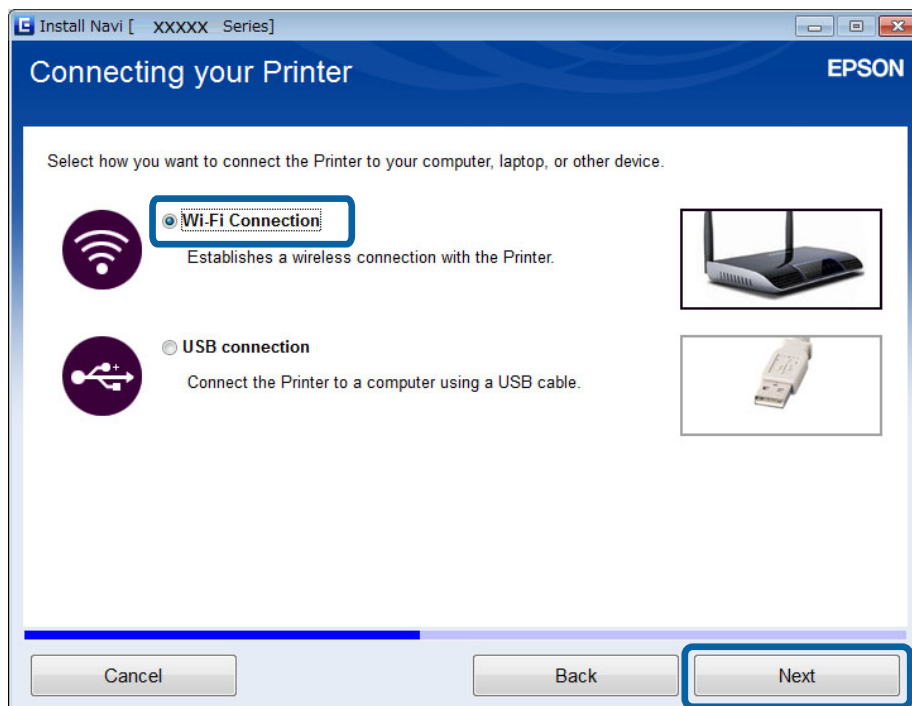 Install Navi [ XXXXX Series]
Connecting your Printer
EPSON
Select how you want to connect the Printer to your computer, laptop, or other device.
Wi-Fi Connection
Establishes a wireless connection with the Printer.
USB connection
Connect the Printer to a computer using a USB cable.
Cancel
Back
Next